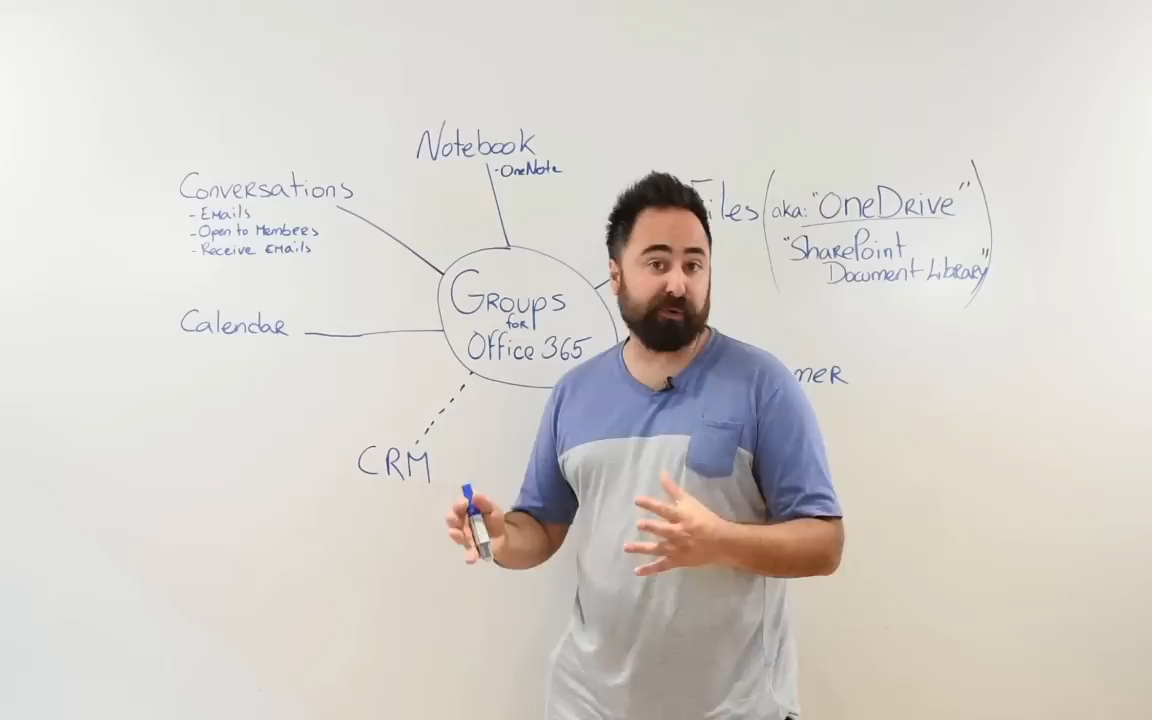 Notebook
- OneNote
Conversations
- Emails
- Open to Members
- Receive Emails
Files (aka: "OneDrive"
"SharePoint
Document Library")
Groups
for
Office 365
Calendar
CRM